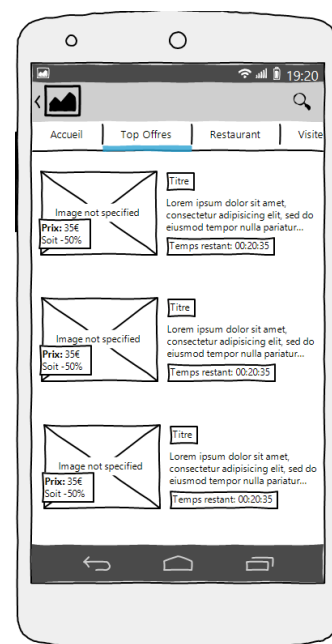 19:20
Accueil
Top Offres
Restaurant
Visite
Image not specified
Prix: 35€
Soit -50%
Titre
Lorem ipsum dolor sit amet,
consectetur adipisicing elit, sed do
eiusmod tempor nulla pariatur...
Temps restant: 00:20:35
Image not specified
Prix: 35€
Soit -50%
Titre
Lorem ipsum dolor sit amet,
consectetur adipisicing elit, sed do
eiusmod tempor nulla pariatur...
Temps restant: 00:20:35
Image not specified
Prix: 35€
Soit -50%
Titre
Lorem ipsum dolor sit amet,
consectetur adipisicing elit, sed do
eiusmod tempor nulla pariatur...
Temps restant: 00:20:35